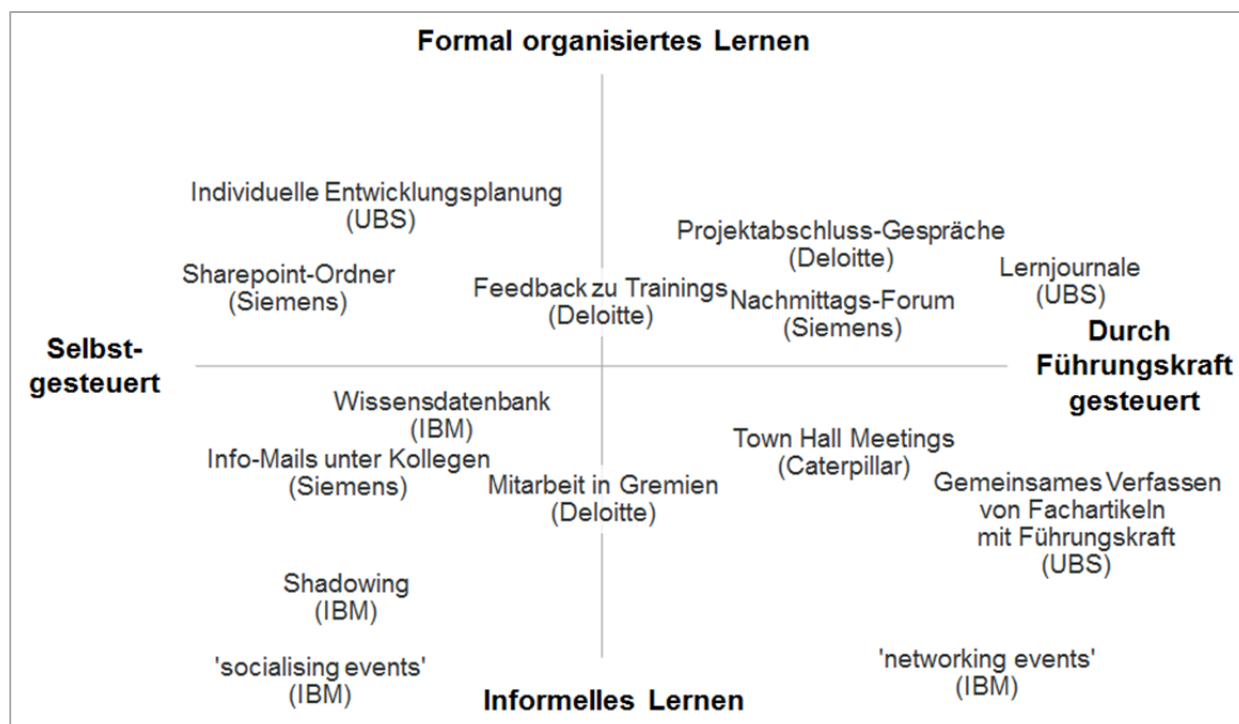 Formal organisiertes Lernen
Individuelle Entwicklungsplanung
(UBS)
Projektabschluss-Gespräche
(Deloitte)
Sharepoint-Ordner
(Siemens)
Feedback zu Trainings
(Deloitte)
Nachmittags-Forum
(Siemens)
Lernjournale
(UBS)
Selbst-
gesteuert
Durch
Führungskraft
gesteuert
Wissensdatenbank
(IBM)
Info-Mails unter Kollegen
(Siemens)
Mitarbeit in Gremien
(Deloitte)
Town Hall Meetings
(Caterpillar)
Gemeinsames Verfassen
von Fachartikeln
mit Führungskraft
(UBS)
Shadowing
(IBM)
'socialising events'
(IBM)
'networking events'
(IBM)
Informelles Lernen